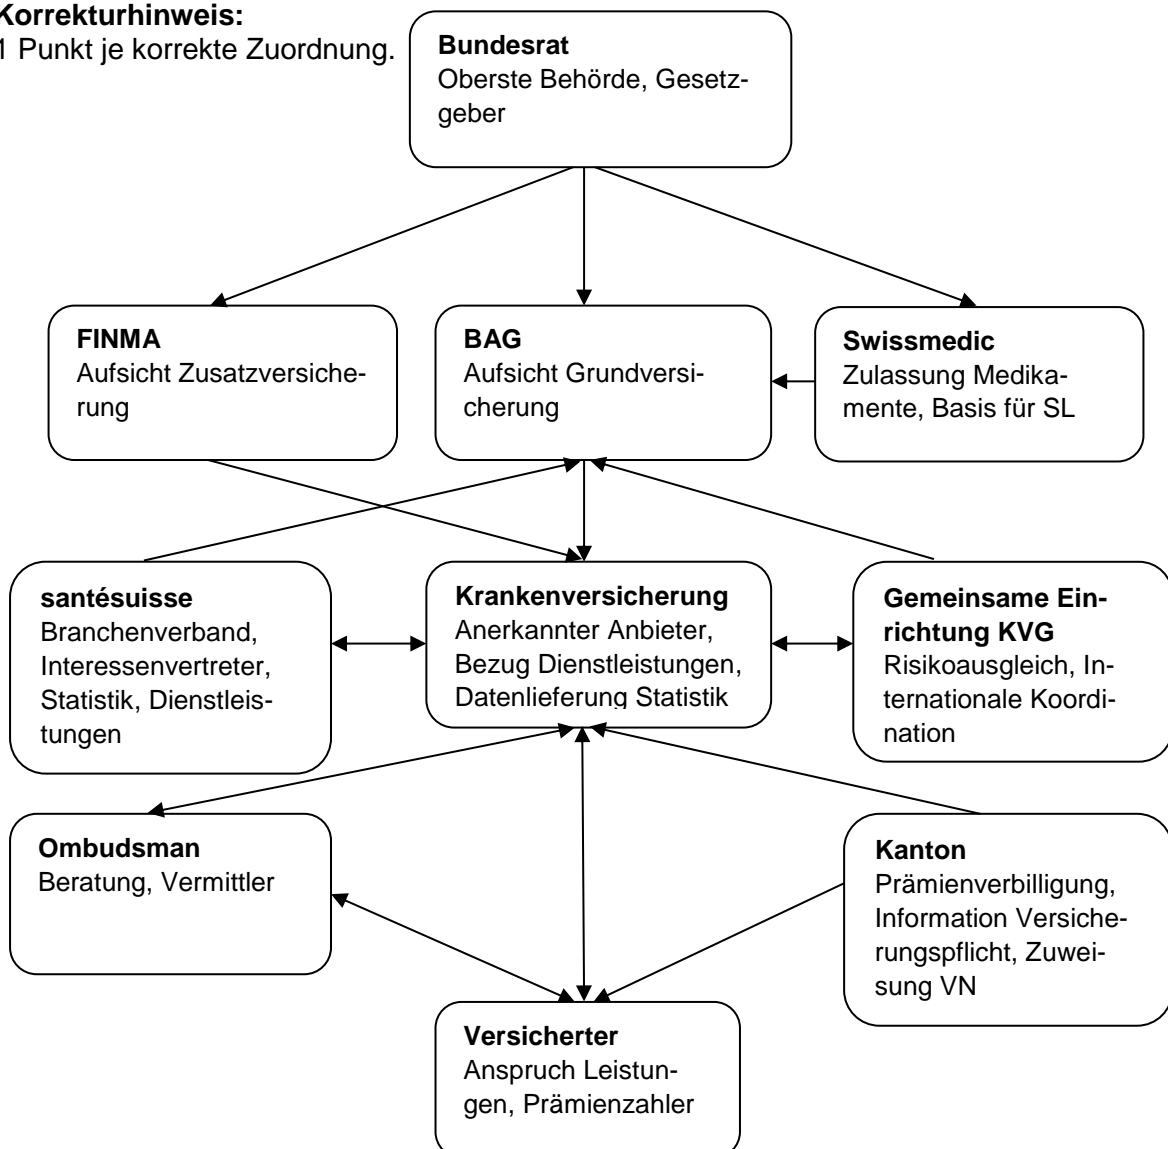 Korrekturhinweis:
1 Punkt je korrekte Zuordnung.
Bundesrat
Oberste Behörde, Gesetz-
geber
FINMA
Aufsicht Zusatzversiche-
rung
BAG
Aufsicht Grundversi-
cherung
Swissmedic
Zulassung Medika-
mente, Basis für SL
santésuisse
Branchenverband,
Interessenvertreter,
Statistik, Dienstleis-
tungen
Krankenversicherung
Anerkannter Anbieter,
Bezug Dienstleistungen,
Datenlieferung Statistik
Gemeinsame Ein-
richtung KVG
Risikoausgleich, In-
ternationale Koordi-
nation
Ombudsman
Beratung, Vermittler
Kanton
Prämienverbilligung,
Information Versiche-
rungspflicht, Zuwei-
sung VN
Versicherter
Anspruch Leistun-
gen, Prämienzahler